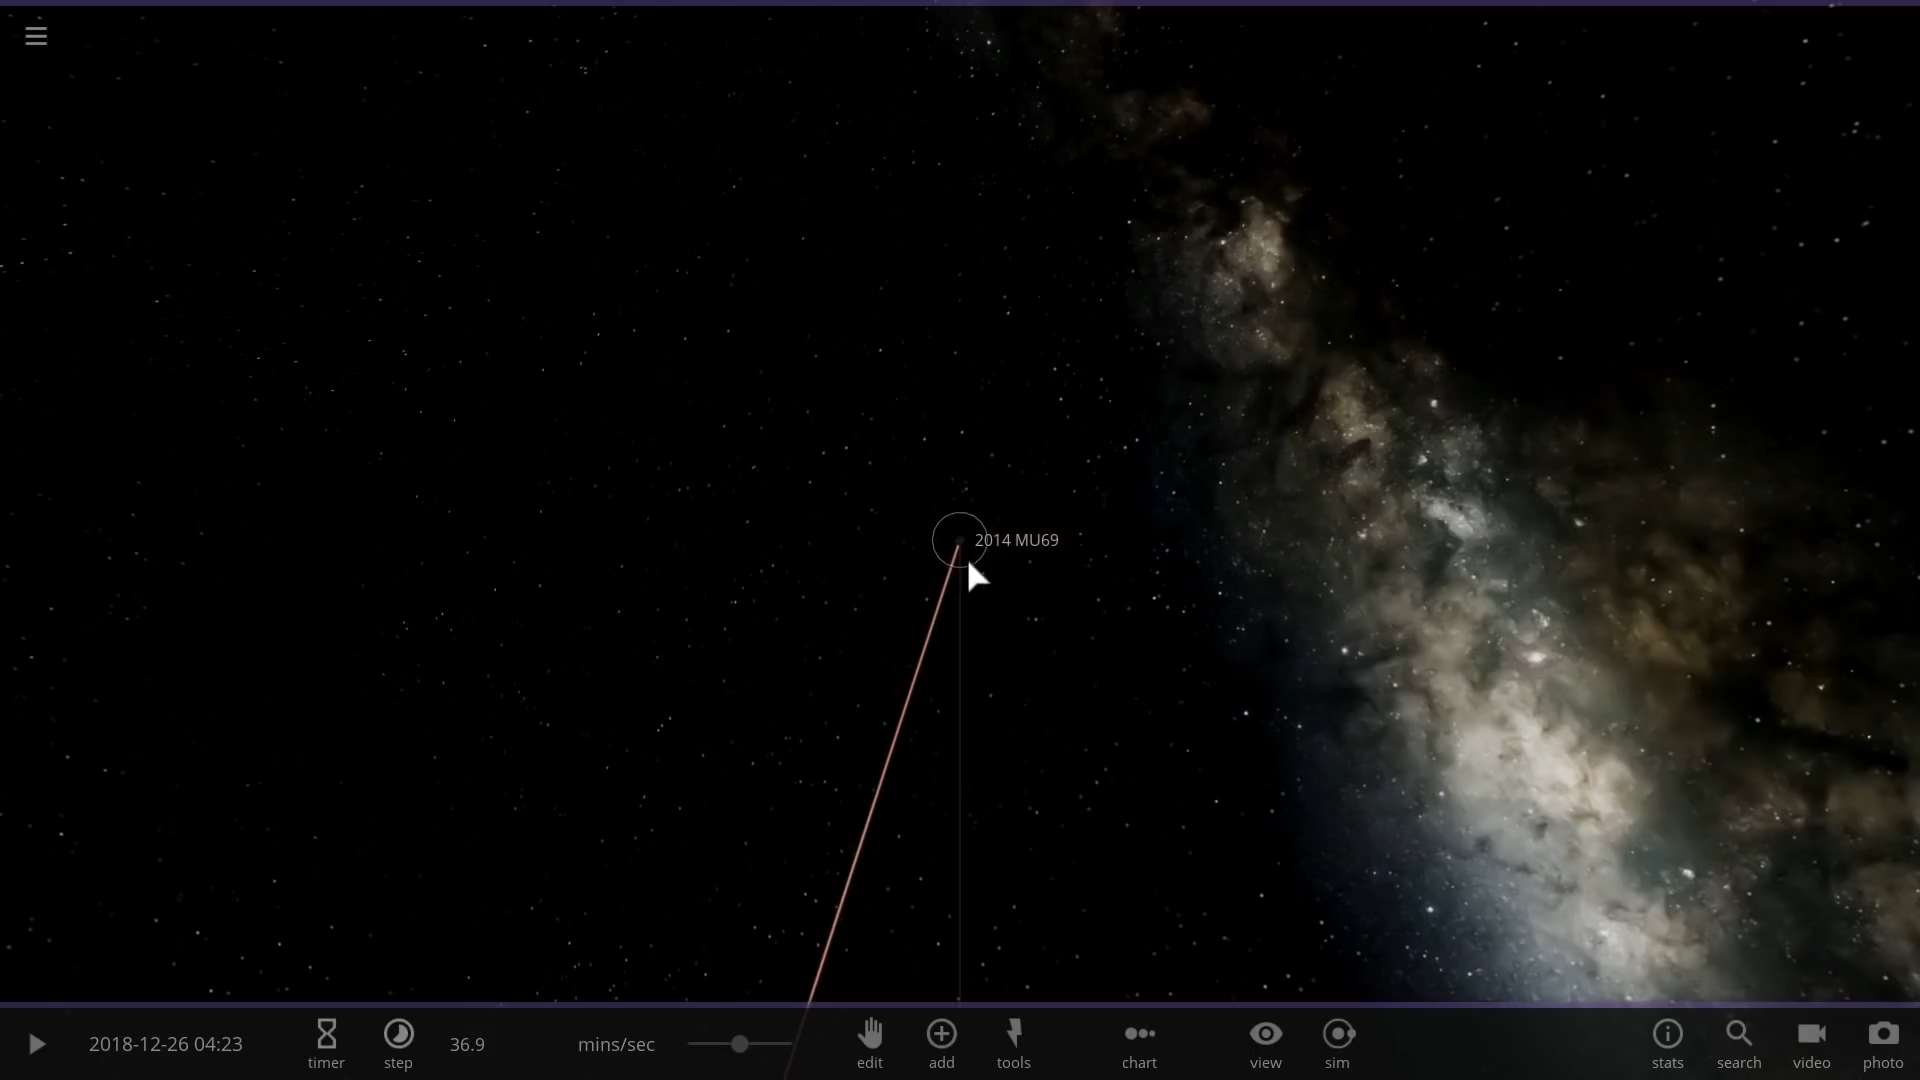 2014 MU69
2018-12-26 04:23
timer
step
36.9
mins/sec
edit
add
tools
chart
view
sim
stats
search
video
photo